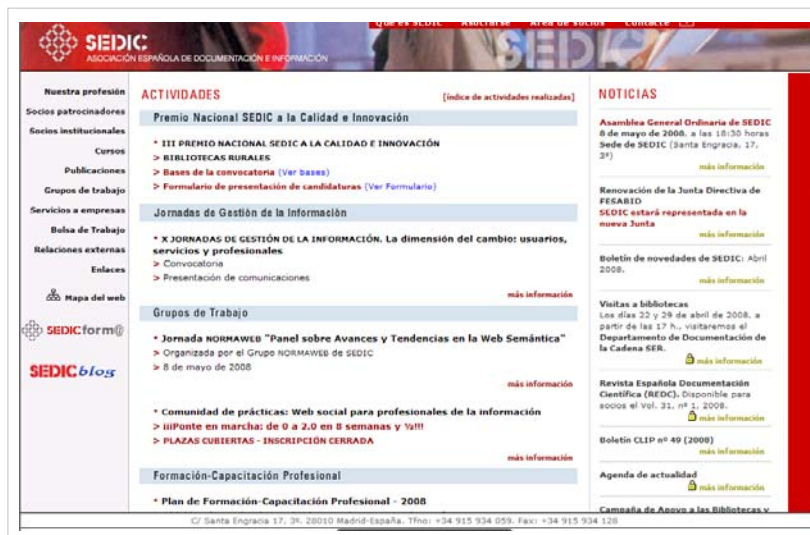 Qué es SEDIC Asociarse Área de socios Contacte
SEDIC
ASOCIACIÓN ESPAÑOLA DE DOCUMENTACIÓN E INFORMACIÓN
SEDIC
Nuestra profesión
Socios patrocinadores
Socios institucionales
Cursos
Publicaciones
Grupos de trabajo
Servicios a empresas
Bolsa de Trabajo
Relaciones externas
Enlaces
Mapa del web
SEDIC form@
SEDIC blog
ACTIVIDADES [índice de actividades realizadas]
Premio Nacional SEDIC a la Calidad e Innovación
* III PREMIO NACIONAL SEDIC A LA CALIDAD E INNOVACIÓN
> BIBLIOTECAS RURALES
> Bases de la convocatoria (Ver bases)
> Formulario de presentación de candidaturas (Ver Formulario)
Jornadas de Gestión de la Información
* X JORNADAS DE GESTIÓN DE LA INFORMACIÓN. La dimensión del cambio: usuarios,
servicios y profesionales
> Convocatoria
> Presentación de comunicaciones
más información
Grupos de Trabajo
* Jornada NORMAWEB "Panel sobre Avances y Tendencias en la Web Semántica"
> Organizada por el Grupo NORMAWEB de SEDIC
> 8 de mayo de 2008
más información
* Comunidad de prácticas: Web social para profesionales de la información
> ¡¡¡Ponte en marcha: de 0 a 2.0 en 8 semanas y ½!!!
> PLAZAS CUBIERTAS - INSCRIPCIÓN CERRADA
más información
Formación-Capacitación Profesional
* Plan de Formación-Capacitación Profesional - 2008
NOTICIAS
Asamblea General Ordinaria de SEDIC
8 de mayo de 2008. a las 18:30 horas
Sede de SEDIC (Santa Engracia, 17,
3º)
más información
Renovación de la Junta Directiva de
FESABID
SEDIC estará representada en la
nueva Junta
más información
Boletín de novedades de SEDIC: Abril
2008.
más información
Visitas a bibliotecas
Los días 22 y 29 de abril de 2008, a
partir de las 17 h., visitaremos el
Departamento de Documentación de
la Cadena SER.
más información
Revista Española Documentación
Científica (REDC). Disponible para
socios el Vol. 31, nº 1, 2008.
más información
Boletín CLIP nº 49 (2008)
más información
Agenda de actualidad
más información
Campaña de Apoyo a las Bibliotecas y
C/ Santa Engracia 17, 3º. 28010 Madrid-España. Tfno: +34 915 934 059. Fax: +34 915 934 128